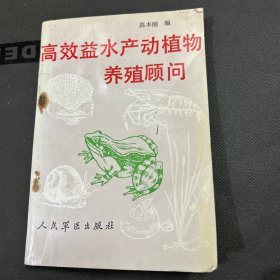 高本刚 编
高效益水产动植物
养殖顾问
人民军医出版社